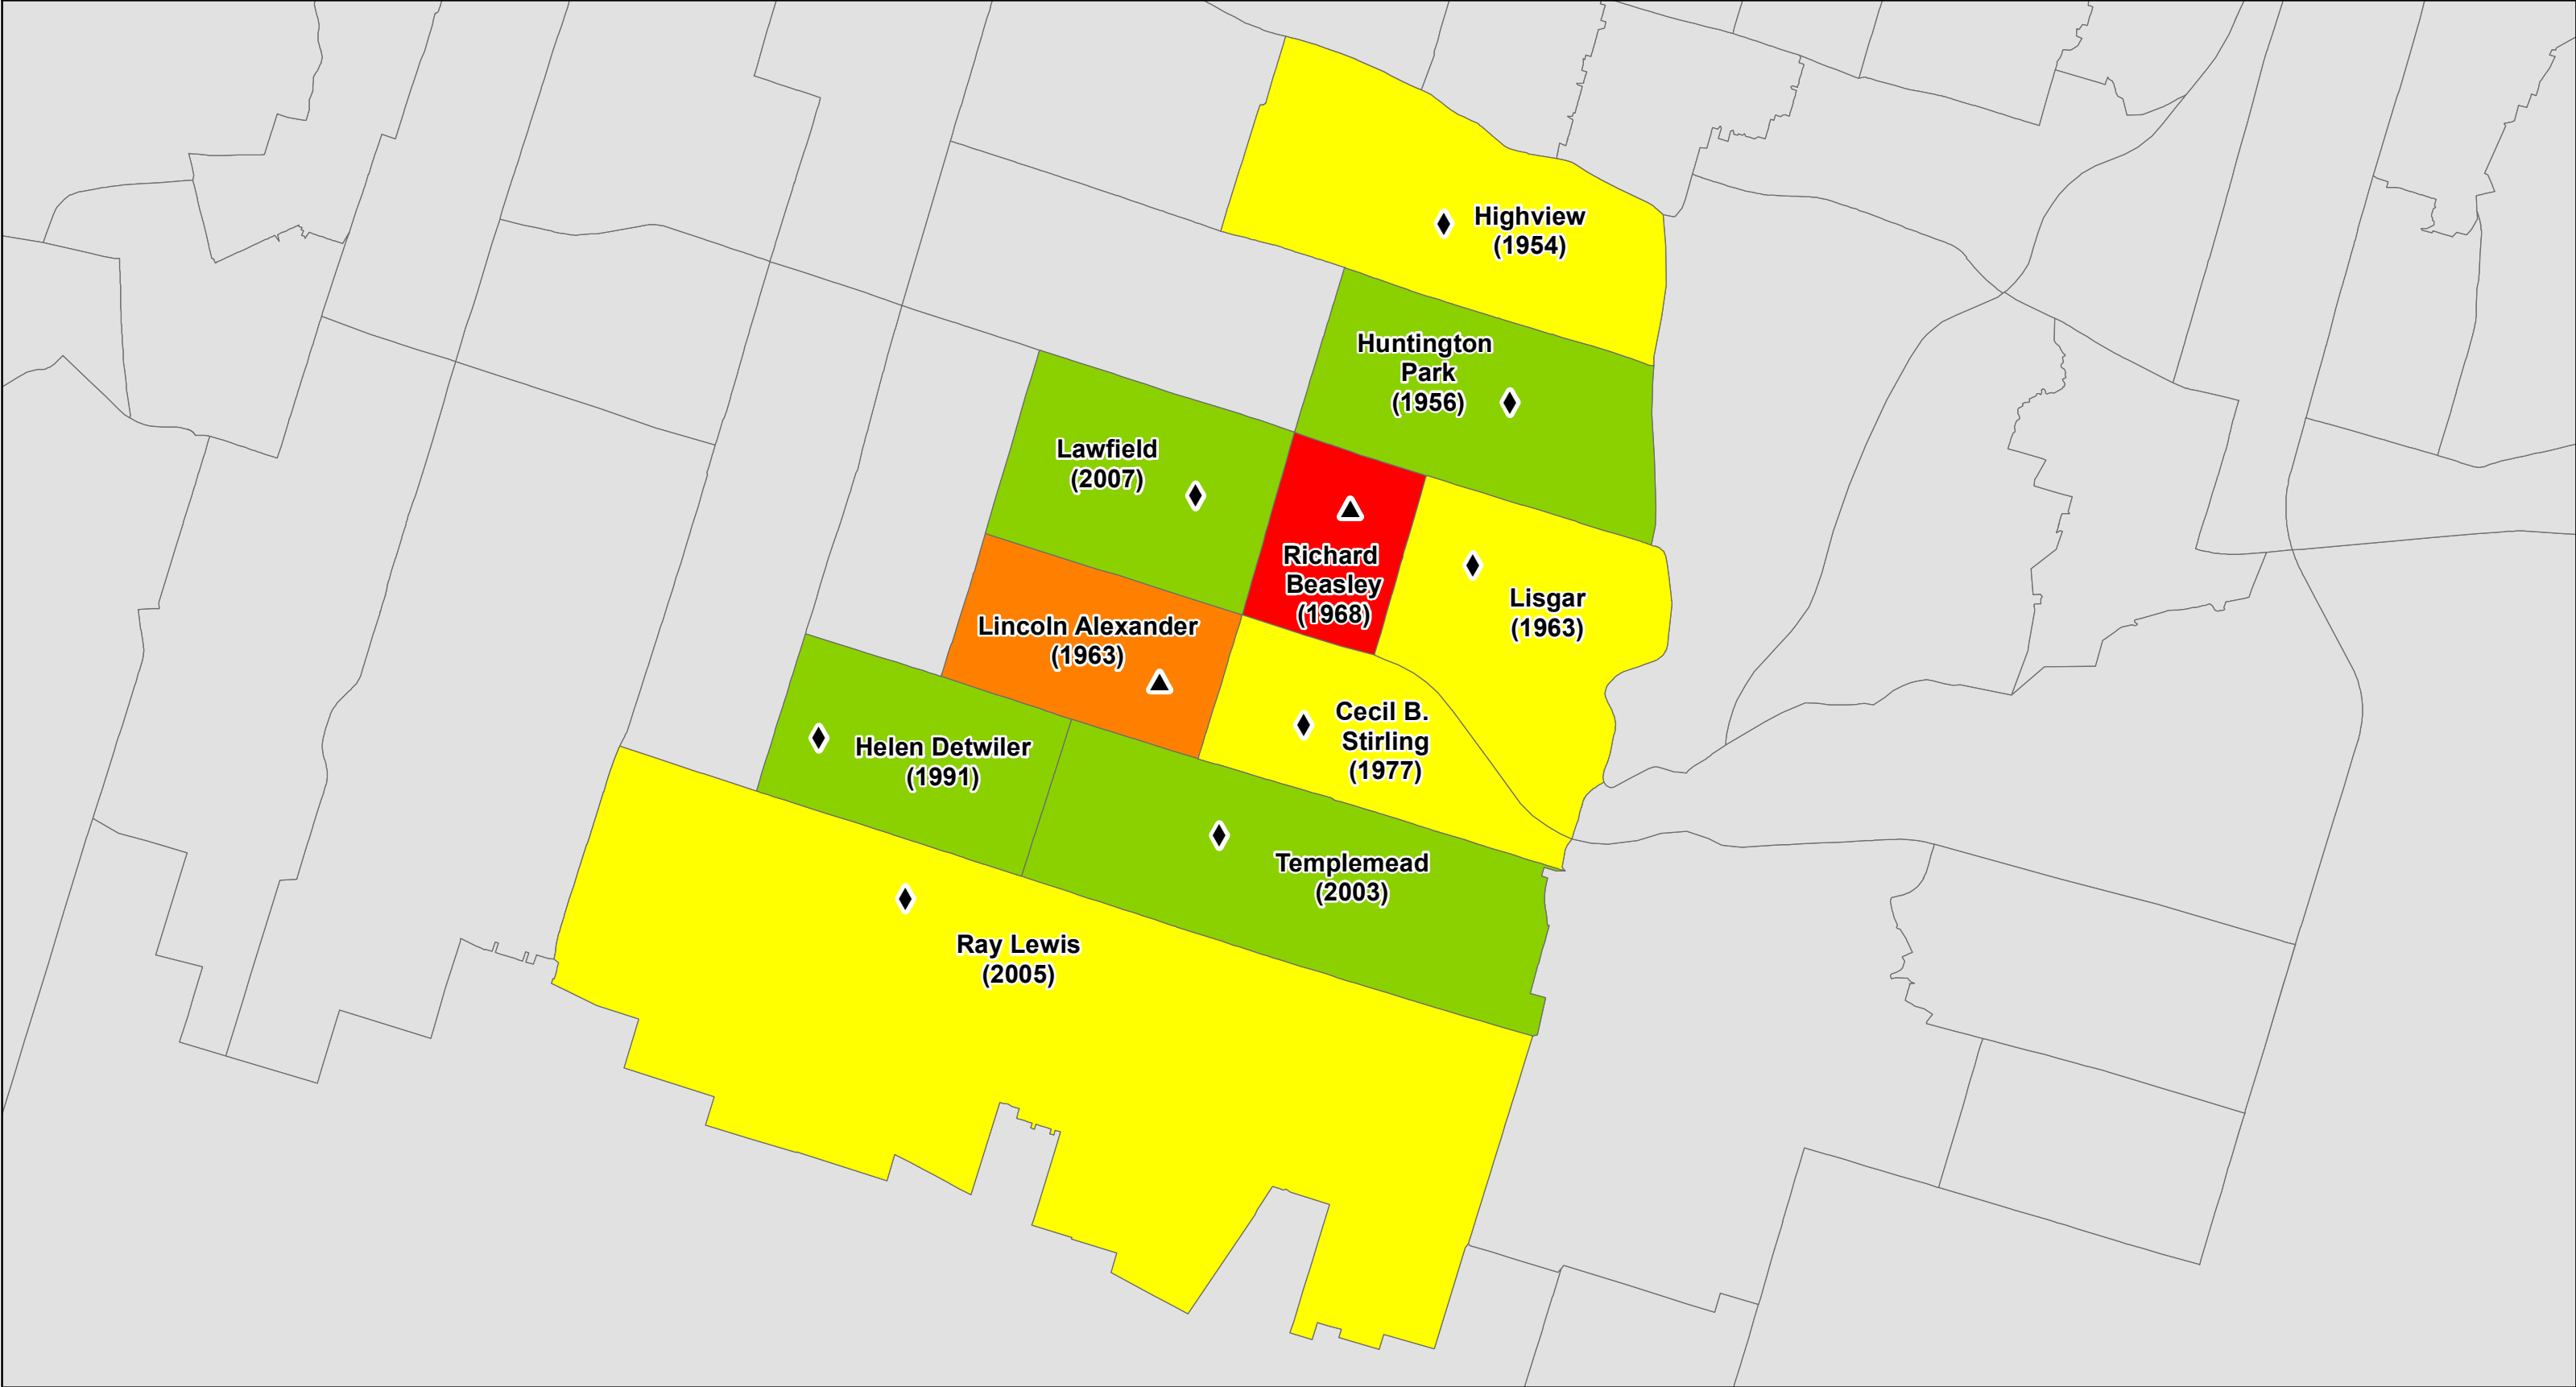 Highview
(1954)
Huntington
Park
(1956)
Lawfield
(2007)
Richard
Beasley
(1968)
Lisgar
(1963)
Lincoln Alexander
(1963)
Cecil B.
Stirling
(1977)
Helen Detwiler
(1991)
Templemead
(2003)
Ray Lewis
(2005)